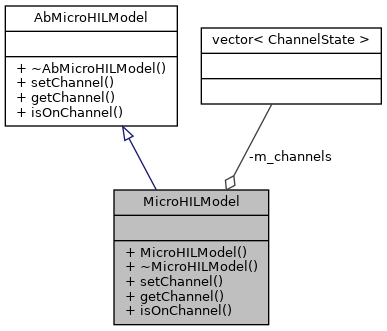 AbMicroHILModel
+ ~AbMicroHILModel()
+ setChannel()
+ getChannel()
+ isOnChannel()
vector< ChannelState >
-m_channels
MicroHILModel
+ MicroHILModel()
+ ~MicroHILModel()
+ setChannel()
+ getChannel()
+ isOnChannel()